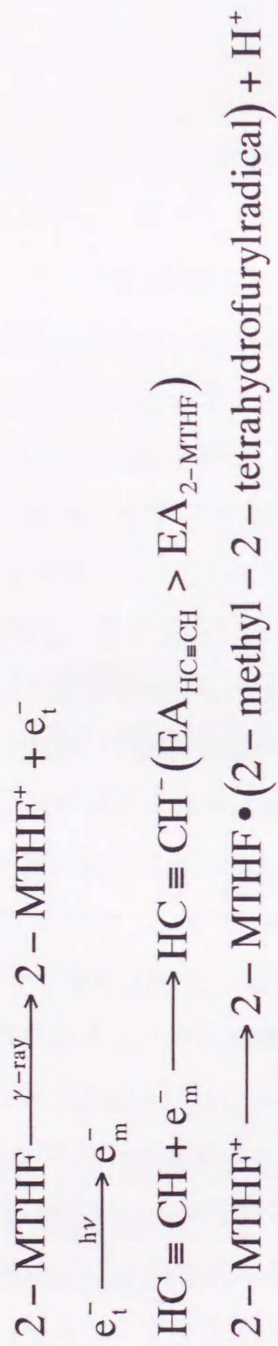 2 – MTHF —γ-ray→ 2 – MTHF⁺ + e⁻ₜ
e⁻ₜ —hν→ e⁻ₘ
HC ≡ CH + e⁻ₘ ⟶ HC ≡ CH⁻ (EA_HC≡CH > EA_2–MTHF)
2 – MTHF⁺ ⟶ 2 – MTHF • (2 – methyl – 2 – tetrahydrofurylradical) + H⁺